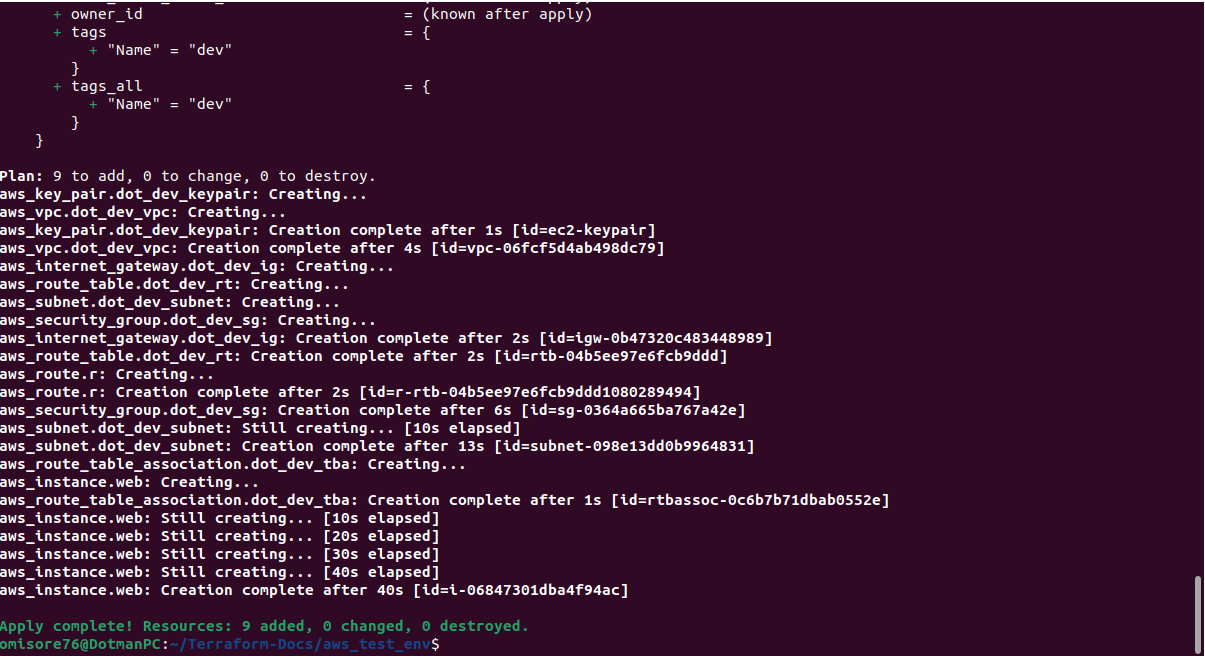 + owner_id = (known after apply)
+ tags = {
+ "Name" = "dev"
}
+ tags_all = {
+ "Name" = "dev"
}
}
Plan: 9 to add, 0 to change, 0 to destroy.
aws_key_pair.dot_dev_keypair: Creating...
aws_vpc.dot_dev_vpc: Creating...
aws_key_pair.dot_dev_keypair: Creation complete after 1s [id=ec2-keypair]
aws_vpc.dot_dev_vpc: Creation complete after 4s [id=vpc-06fcf5d4ab498dc79]
aws_internet_gateway.dot_dev_ig: Creating...
aws_route_table.dot_dev_rt: Creating...
aws_subnet.dot_dev_subnet: Creating...
aws_security_group.dot_dev_sg: Creating...
aws_internet_gateway.dot_dev_ig: Creation complete after 2s [id=igw-0b47320c483448989]
aws_route_table.dot_dev_rt: Creation complete after 2s [id=rtb-04b5ee97e6fcb9ddd]
aws_route.r: Creating...
aws_route.r: Creation complete after 2s [id=r-rtb-04b5ee97e6fcb9ddd1080289494]
aws_security_group.dot_dev_sg: Creation complete after 6s [id=sg-0364a665ba767a42e]
aws_subnet.dot_dev_subnet: Still creating... [10s elapsed]
aws_subnet.dot_dev_subnet: Creation complete after 13s [id=subnet-098e13dd0b9964831]
aws_route_table_association.dot_dev_tba: Creating...
aws_instance.web: Creating...
aws_route_table_association.dot_dev_tba: Creation complete after 1s [id=rtbassoc-0c6b7b71dbab0552e]
aws_instance.web: Still creating... [10s elapsed]
aws_instance.web: Still creating... [20s elapsed]
aws_instance.web: Still creating... [30s elapsed]
aws_instance.web: Still creating... [40s elapsed]
aws_instance.web: Creation complete after 40s [id=i-06847301dba4f94ac]
Apply complete! Resources: 9 added, 0 changed, 0 destroyed.
omisore76@DotmanPC:~/Terraform-Docs/aws_test_env$